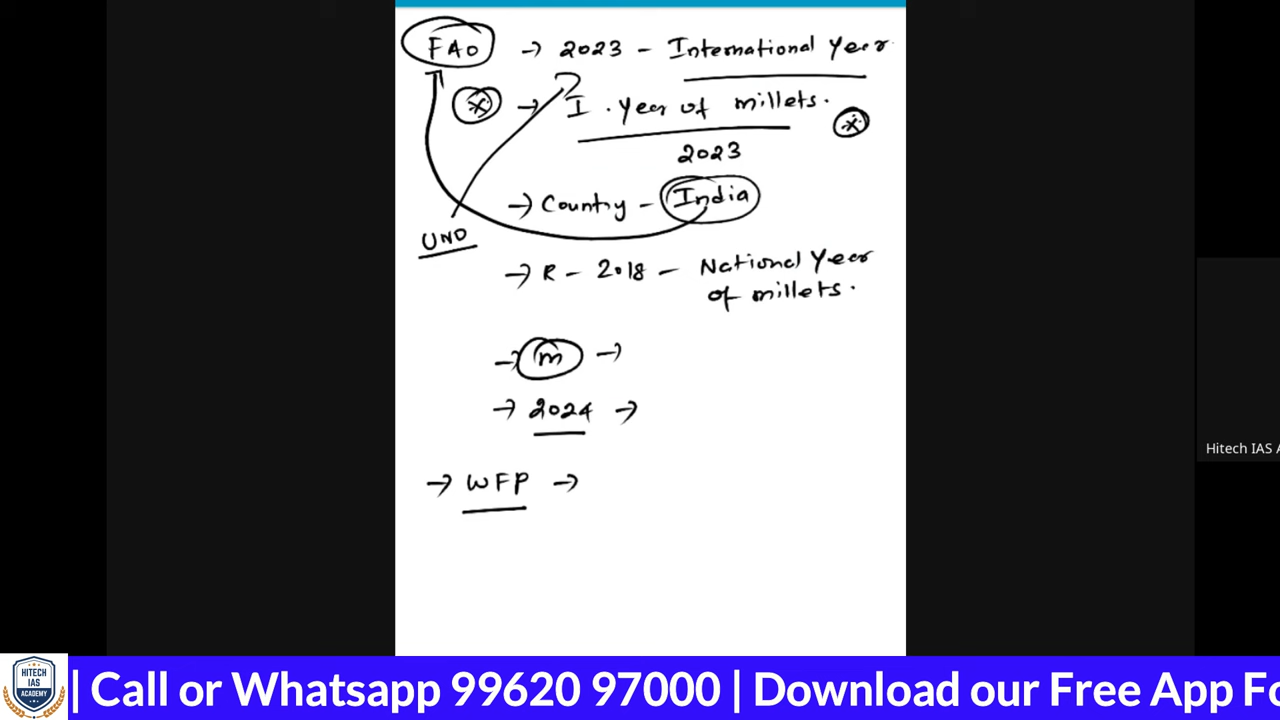 FAO → 2023 - International Year
* → I. Year of millets. *
2023
→ Country - India
UNO
→ R - 2018 - National Year
of millets.
→ m →
→ 2024 →
→ WFP →
Hitech IAS A
HITECH
IAS
ACADEMY
| Call or Whatsapp 99620 97000 | Download our Free App Fo